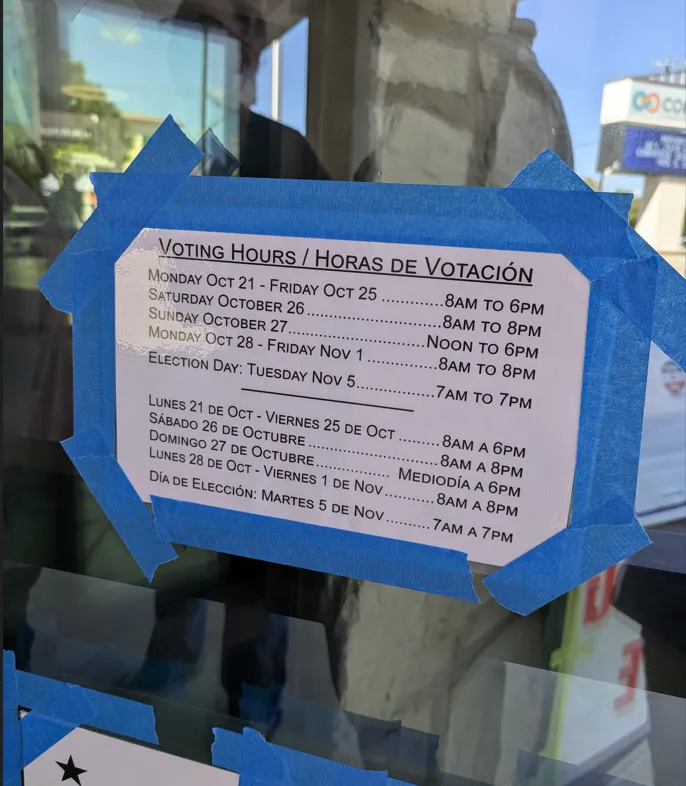 VOTING HOURS / HORAS DE VOTACIÓN
MONDAY OCT 21 - FRIDAY OCT 25 ............8AM TO 6PM
SATURDAY OCTOBER 26..........................8AM TO 8PM
SUNDAY OCTOBER 27..........................NOON TO 6PM
MONDAY OCT 28 - FRIDAY NOV 1 ..............8AM TO 8PM
ELECTION DAY: TUESDAY NOV 5...............7AM TO 7PM
LUNES 21 DE OCT - VIERNES 25 DE OCT ........8AM A 6PM
SÁBADO 26 DE OCTUBRE .........................8AM A 8PM
DOMINGO 27 DE OCTUBRE................ MEDIODÍA A 6PM
LUNES 28 DE OCT - VIERNES 1 DE NOV..........8AM A 8PM
DÍA DE ELECCIÓN: MARTES 5 DE NOV.........7AM A 7PM